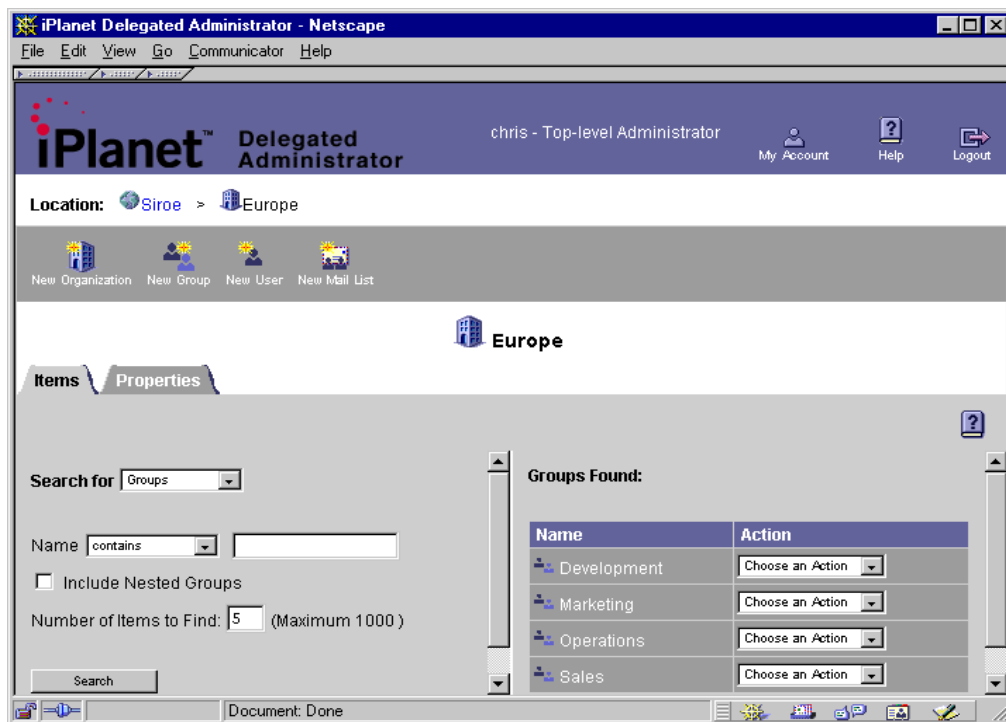 iPlanet Delegated Administrator - Netscape
File Edit View Go Communicator Help
iPlanet™ Delegated Administrator
chris - Top-level Administrator
My Account
?
Help
Logout
Location: Siroe > Europe
New Organization New Group New User New Mail List
Europe
Items Properties
?
Search for Groups
Name contains
Include Nested Groups
Number of Items to Find: 5 (Maximum 1000 )
Search
Groups Found:
Name Action
Development Choose an Action
Marketing Choose an Action
Operations Choose an Action
Sales Choose an Action
Document: Done